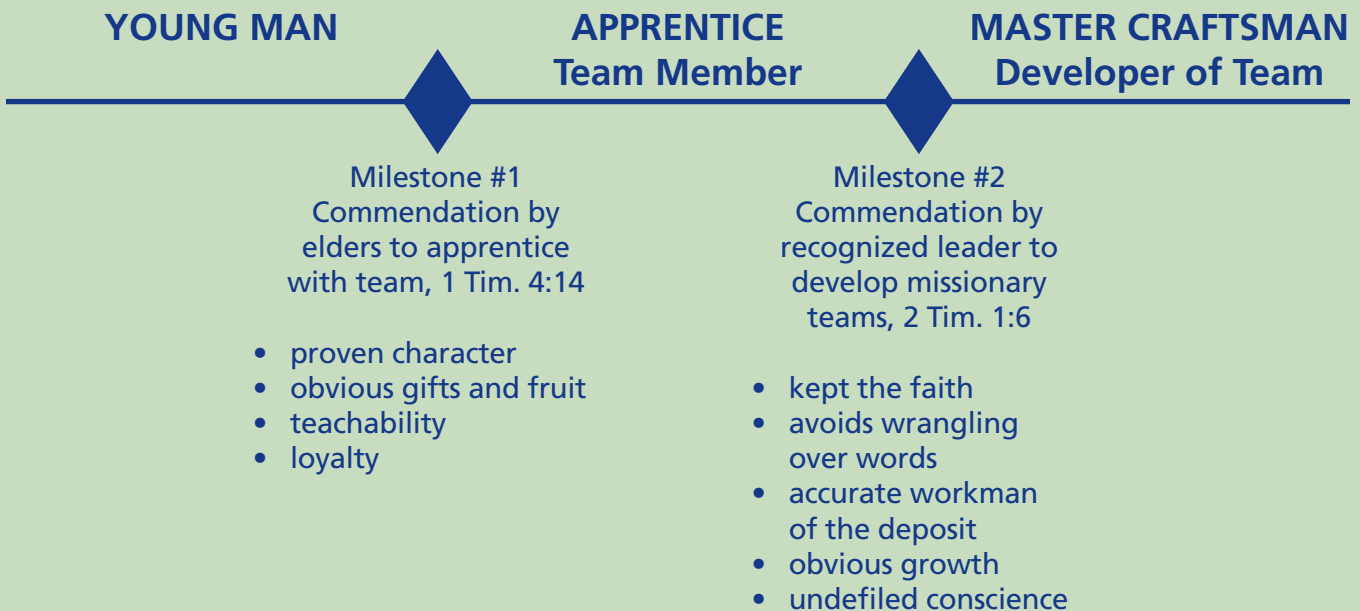 YOUNG MAN
APPRENTICE
Team Member
MASTER CRAFTSMAN
Developer of Team
Milestone #1
Commendation by
elders to apprentice
with team, 1 Tim. 4:14
• proven character
• obvious gifts and fruit
• teachability
• loyalty
Milestone #2
Commendation by
recognized leader to
develop missionary
teams, 2 Tim. 1:6
• kept the faith
• avoids wrangling
over words
• accurate workman
of the deposit
• obvious growth
• undefiled conscience